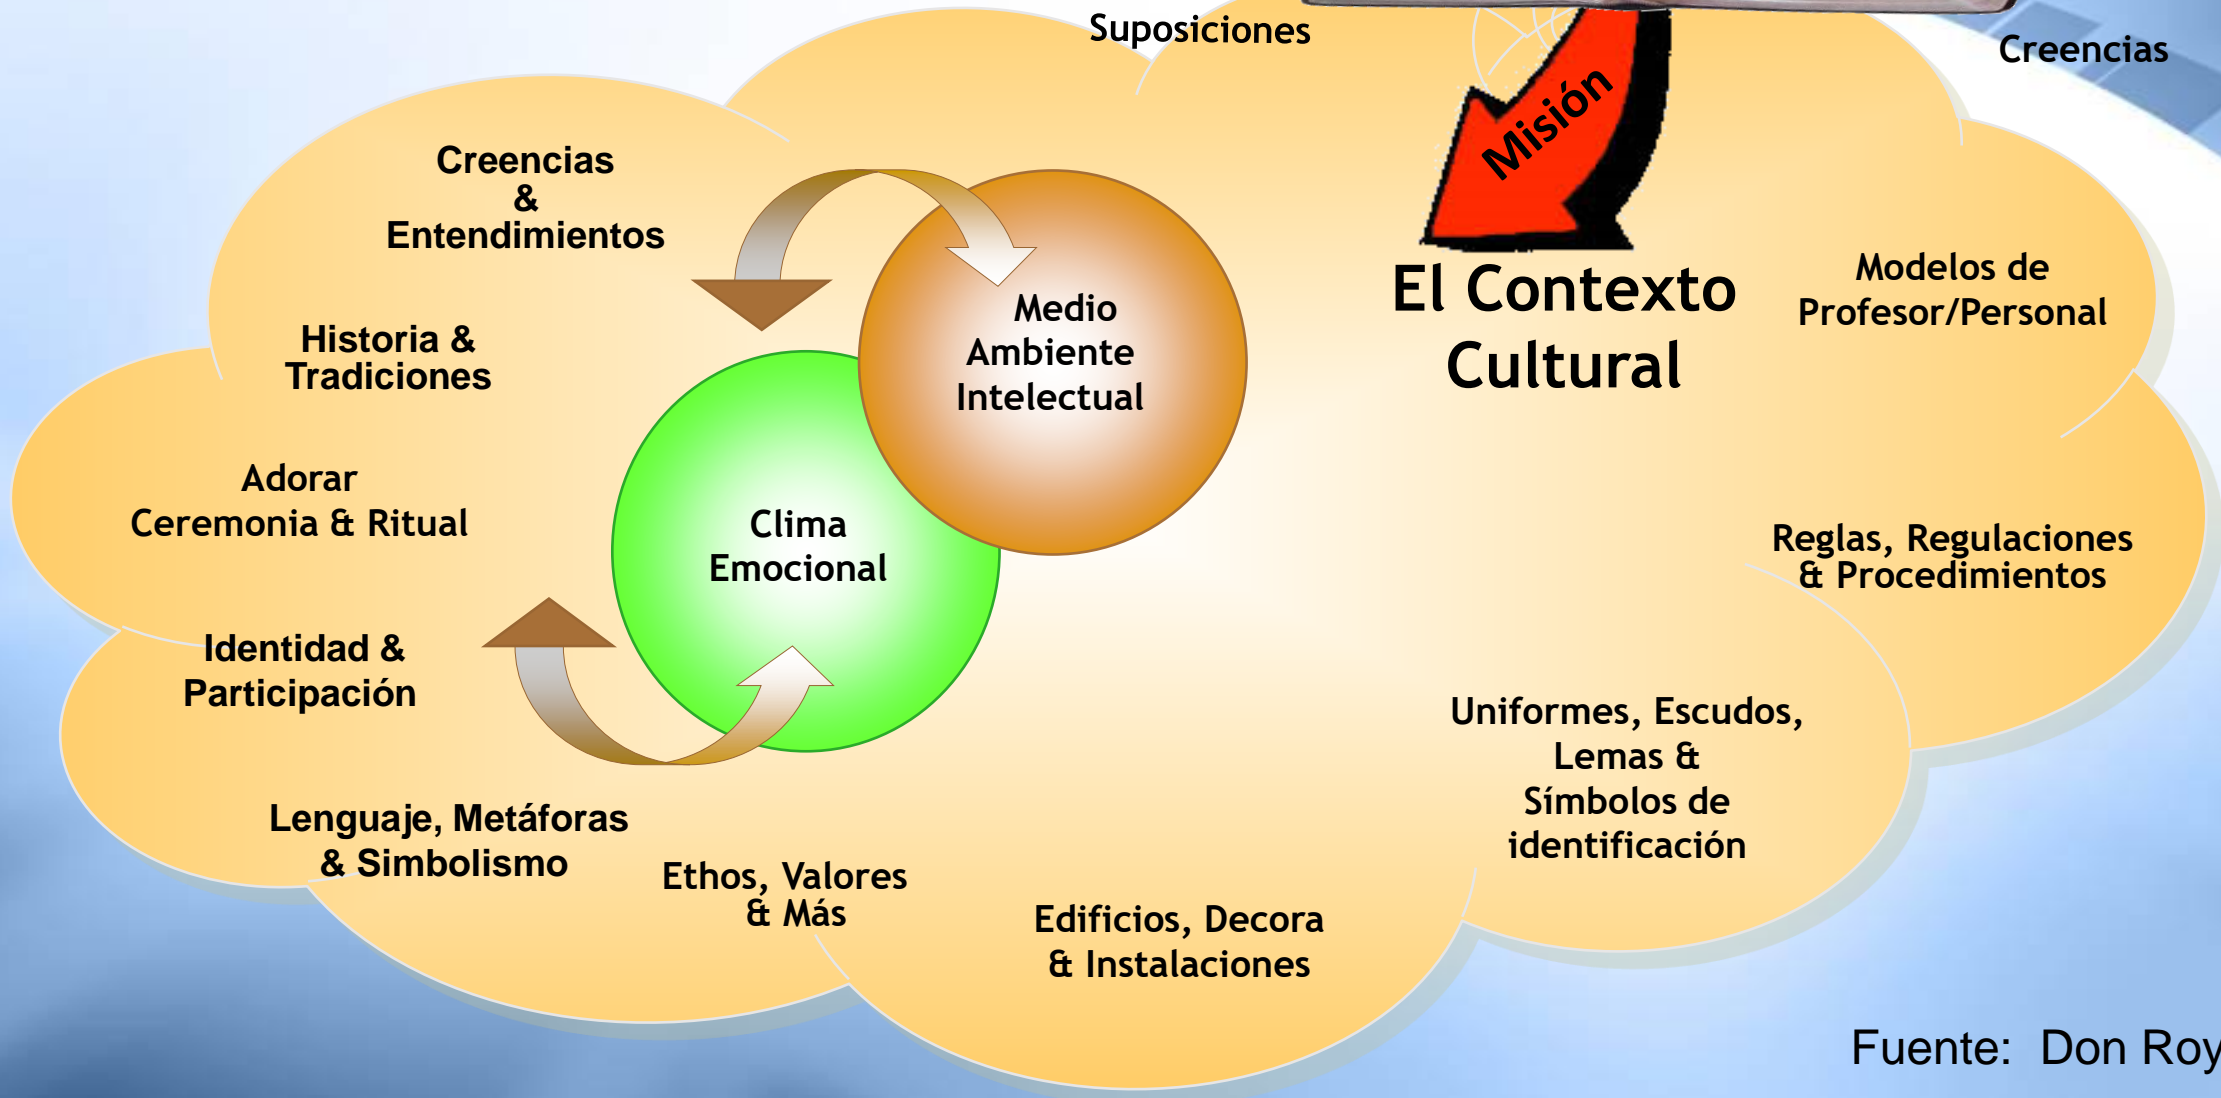 Suposiciones
Creencias
Misión
Creencias
&
Entendimientos
Historia &
Tradiciones
Adorar
Ceremonia & Ritual
Identidad &
Participación
Lenguaje, Metáforas
& Simbolismo
Ethos, Valores
& Más
Edificios, Decora
& Instalaciones
Uniformes, Escudos,
Lemas &
Símbolos de
identificación
Reglas, Regulaciones
& Procedimientos
Modelos de
Profesor/Personal
El Contexto
Cultural
Medio
Ambiente
Intelectual
Clima
Emocional
Fuente: Don Roy